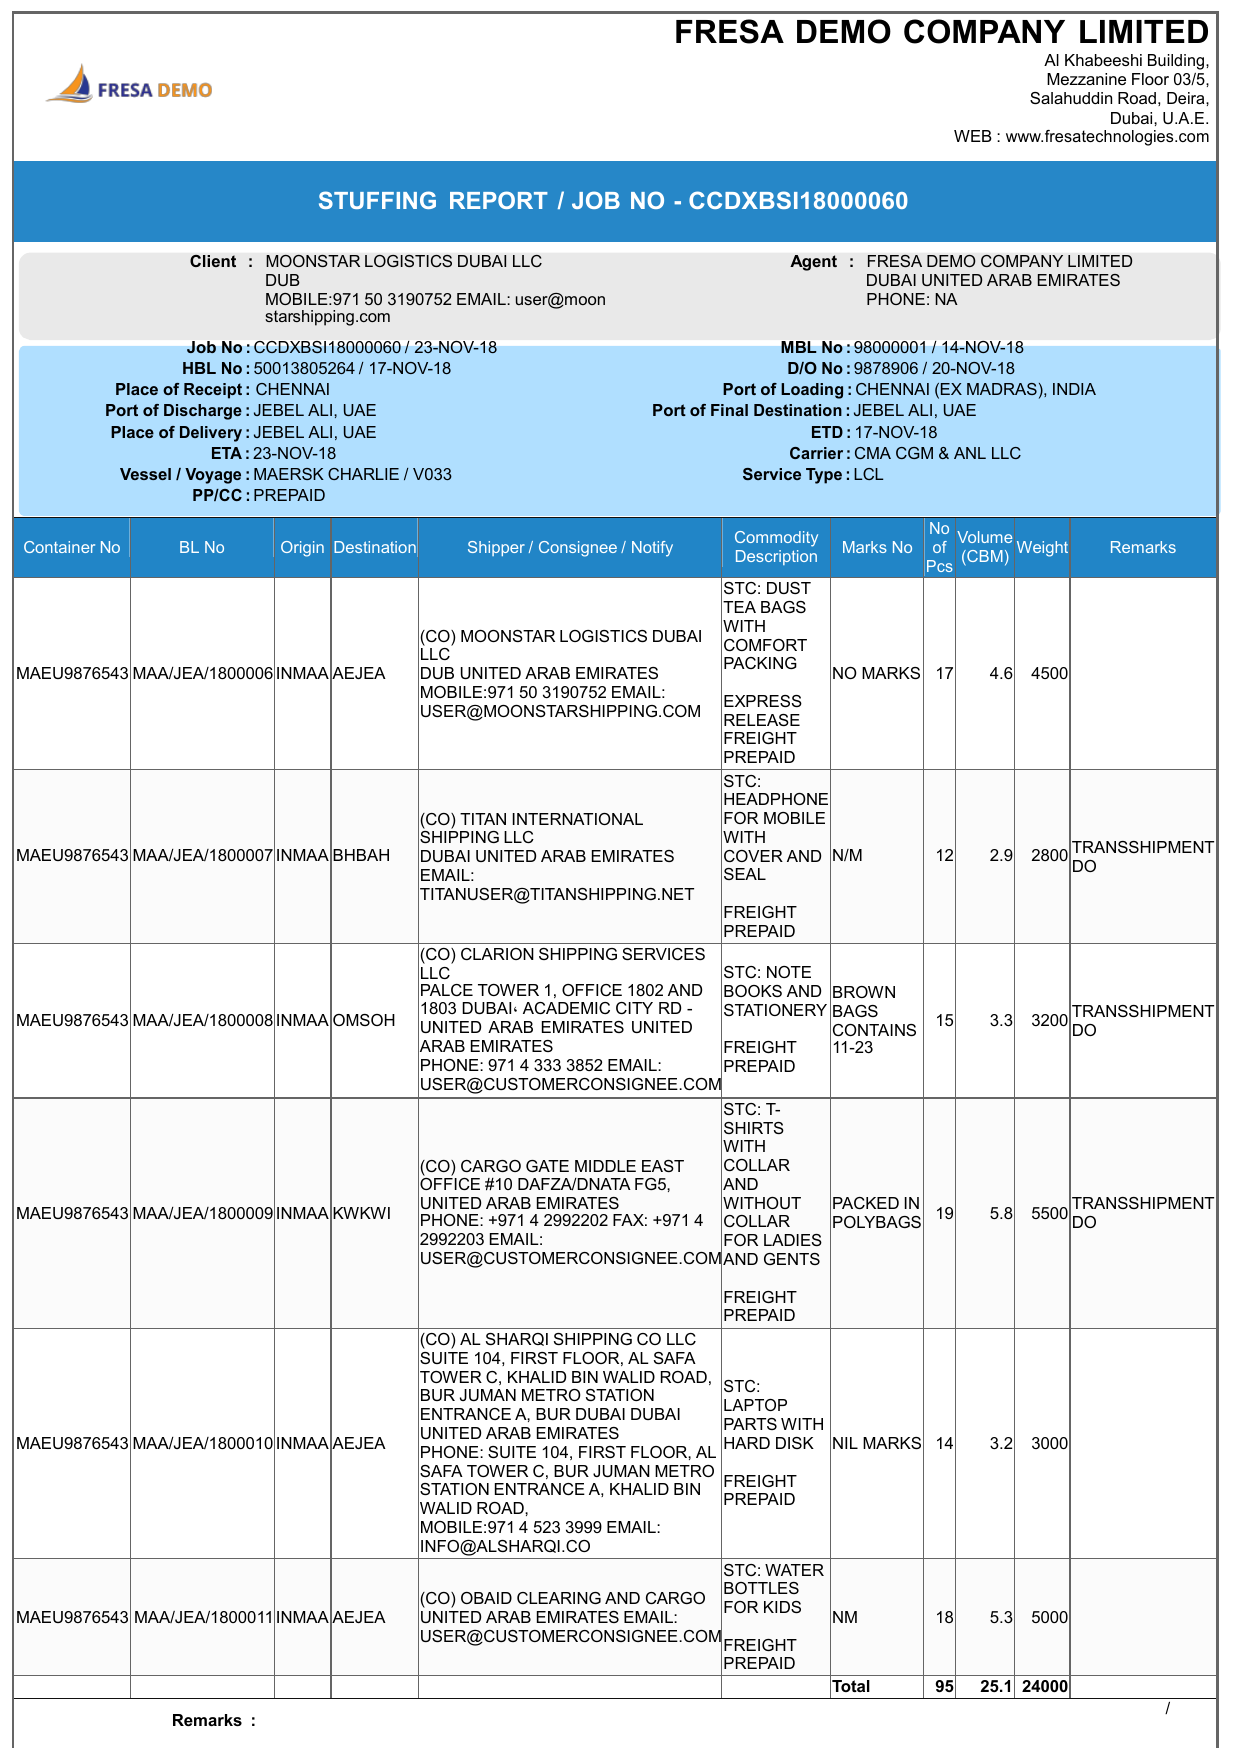 FRESA DEMO COMPANY LIMITED
Al Khabeeshi Building,
Mezzanine Floor 03/5,
Salahuddin Road, Deira,
Dubai, U.A.E.
WEB : www.fresatechnologies.com
FRESA DEMO
STUFFING REPORT / JOB NO - CCDXBSI18000060
Client : MOONSTAR LOGISTICS DUBAI LLC
DUB
MOBILE:971 50 3190752 EMAIL: user@moon
starshipping.com
Agent : FRESA DEMO COMPANY LIMITED
DUBAI UNITED ARAB EMIRATES
PHONE: NA
Job No : CCDXBSI18000060 / 23-NOV-18
MBL No : 98000001 / 14-NOV-18
HBL No : 50013805264 / 17-NOV-18
D/O No : 9878906 / 20-NOV-18
Place of Receipt : CHENNAI
Port of Loading : CHENNAI (EX MADRAS), INDIA
Port of Discharge : JEBEL ALI, UAE
Port of Final Destination : JEBEL ALI, UAE
Place of Delivery : JEBEL ALI, UAE
ETD : 17-NOV-18
ETA : 23-NOV-18
Carrier : CMA CGM & ANL LLC
Vessel / Voyage : MAERSK CHARLIE / V033
Service Type : LCL
PP/CC : PREPAID
Container No
BL No
Origin
Destination
Shipper / Consignee / Notify
Commodity
Description
Marks No
No
of
Pcs
Volume
(CBM)
Weight
Remarks
MAEU9876543
MAA/JEA/1800006
INMAA
AEJEA
(CO) MOONSTAR LOGISTICS DUBAI
LLC
DUB UNITED ARAB EMIRATES
MOBILE:971 50 3190752 EMAIL:
USER@MOONSTARSHIPPING.COM
STC: DUST
TEA BAGS
WITH
COMFORT
PACKING
EXPRESS
RELEASE
FREIGHT
PREPAID
NO MARKS
17
4.6
4500
MAEU9876543
MAA/JEA/1800007
INMAA
BHBAH
(CO) TITAN INTERNATIONAL
SHIPPING LLC
DUBAI UNITED ARAB EMIRATES
EMAIL:
TITANUSER@TITANSHIPPING.NET
STC:
HEADPHONE
FOR MOBILE
WITH
COVER AND
SEAL
FREIGHT
PREPAID
N/M
12
2.9
2800
TRANSSHIPMENT
DO
MAEU9876543
MAA/JEA/1800008
INMAA
OMSOH
(CO) CLARION SHIPPING SERVICES
LLC
PALCE TOWER 1, OFFICE 1802 AND
1803 DUBAI، ACADEMIC CITY RD -
UNITED ARAB EMIRATES UNITED
ARAB EMIRATES
PHONE: 971 4 333 3852 EMAIL:
USER@CUSTOMERCONSIGNEE.COM
STC: NOTE
BOOKS AND
STATIONERY
FREIGHT
PREPAID
BROWN
BAGS
CONTAINS
11-23
15
3.3
3200
TRANSSHIPMENT
DO
MAEU9876543
MAA/JEA/1800009
INMAA
KWKWI
(CO) CARGO GATE MIDDLE EAST
OFFICE #10 DAFZA/DNATA FG5,
UNITED ARAB EMIRATES
PHONE: +971 4 2992202 FAX: +971 4
2992203 EMAIL:
USER@CUSTOMERCONSIGNEE.COM
STC: T-
SHIRTS
WITH
COLLAR
AND
WITHOUT
COLLAR
FOR LADIES
AND GENTS
FREIGHT
PREPAID
PACKED IN
POLYBAGS
19
5.8
5500
TRANSSHIPMENT
DO
MAEU9876543
MAA/JEA/1800010
INMAA
AEJEA
(CO) AL SHARQI SHIPPING CO LLC
SUITE 104, FIRST FLOOR, AL SAFA
TOWER C, KHALID BIN WALID ROAD,
BUR JUMAN METRO STATION
ENTRANCE A, BUR DUBAI DUBAI
UNITED ARAB EMIRATES
PHONE: SUITE 104, FIRST FLOOR, AL
SAFA TOWER C, BUR JUMAN METRO
STATION ENTRANCE A, KHALID BIN
WALID ROAD,
MOBILE:971 4 523 3999 EMAIL:
INFO@ALSHARQI.CO
STC:
LAPTOP
PARTS WITH
HARD DISK
FREIGHT
PREPAID
NIL MARKS
14
3.2
3000
MAEU9876543
MAA/JEA/1800011
INMAA
AEJEA
(CO) OBAID CLEARING AND CARGO
UNITED ARAB EMIRATES EMAIL:
USER@CUSTOMERCONSIGNEE.COM
STC: WATER
BOTTLES
FOR KIDS
FREIGHT
PREPAID
NM
18
5.3
5000
Total 95 25.1 24000
/
Remarks :